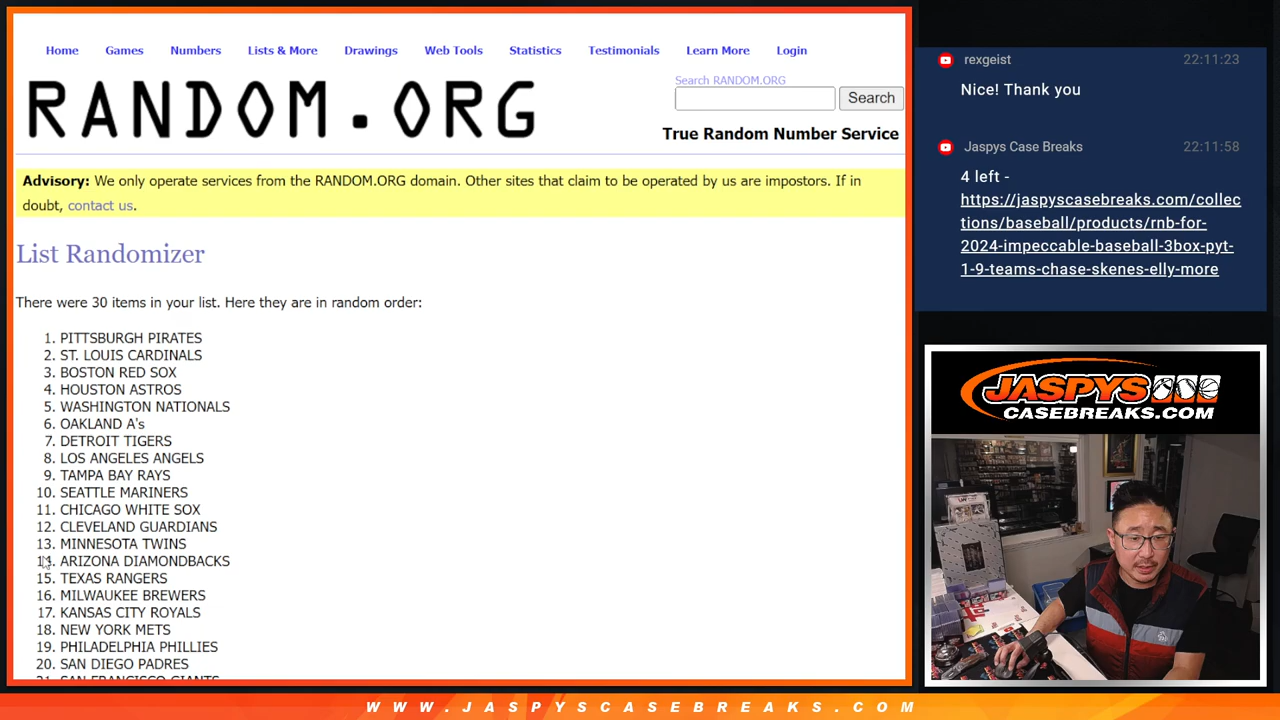 Home Games Numbers Lists & More Drawings Web Tools Statistics Testimonials Learn More Login
RANDOM.ORG
Search RANDOM.ORG
Search
True Random Number Service
Advisory: We only operate services from the RANDOM.ORG domain. Other sites that claim to be operated by us are impostors. If in
doubt, contact us.
List Randomizer
There were 30 items in your list. Here they are in random order:
1. PITTSBURGH PIRATES
2. ST. LOUIS CARDINALS
3. BOSTON RED SOX
4. HOUSTON ASTROS
5. WASHINGTON NATIONALS
6. OAKLAND A's
7. DETROIT TIGERS
8. LOS ANGELES ANGELS
9. TAMPA BAY RAYS
10. SEATTLE MARINERS
11. CHICAGO WHITE SOX
12. CLEVELAND GUARDIANS
13. MINNESOTA TWINS
14. ARIZONA DIAMONDBACKS
15. TEXAS RANGERS
16. MILWAUKEE BREWERS
17. KANSAS CITY ROYALS
18. NEW YORK METS
19. PHILADELPHIA PHILLIES
20. SAN DIEGO PADRES
21. SAN FRANCISCO GIANTS
rexgeist 22:11:23
Nice! Thank you
Jaspys Case Breaks 22:11:58
4 left -
https://jaspyscasebreaks.com/collec
tions/baseball/products/rnb-for-
2024-impeccable-baseball-3box-pyt-
1-9-teams-chase-skenes-elly-more
JASPYS
CASEBREAKS.COM
WWW.JASPYSCASEBREAKS.COM